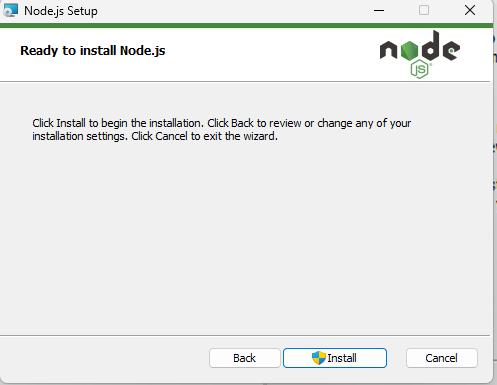 Node.js Setup
Ready to install Node.js
node
JS
Click Install to begin the installation. Click Back to review or change any of your
installation settings. Click Cancel to exit the wizard.
Back
Install
Cancel